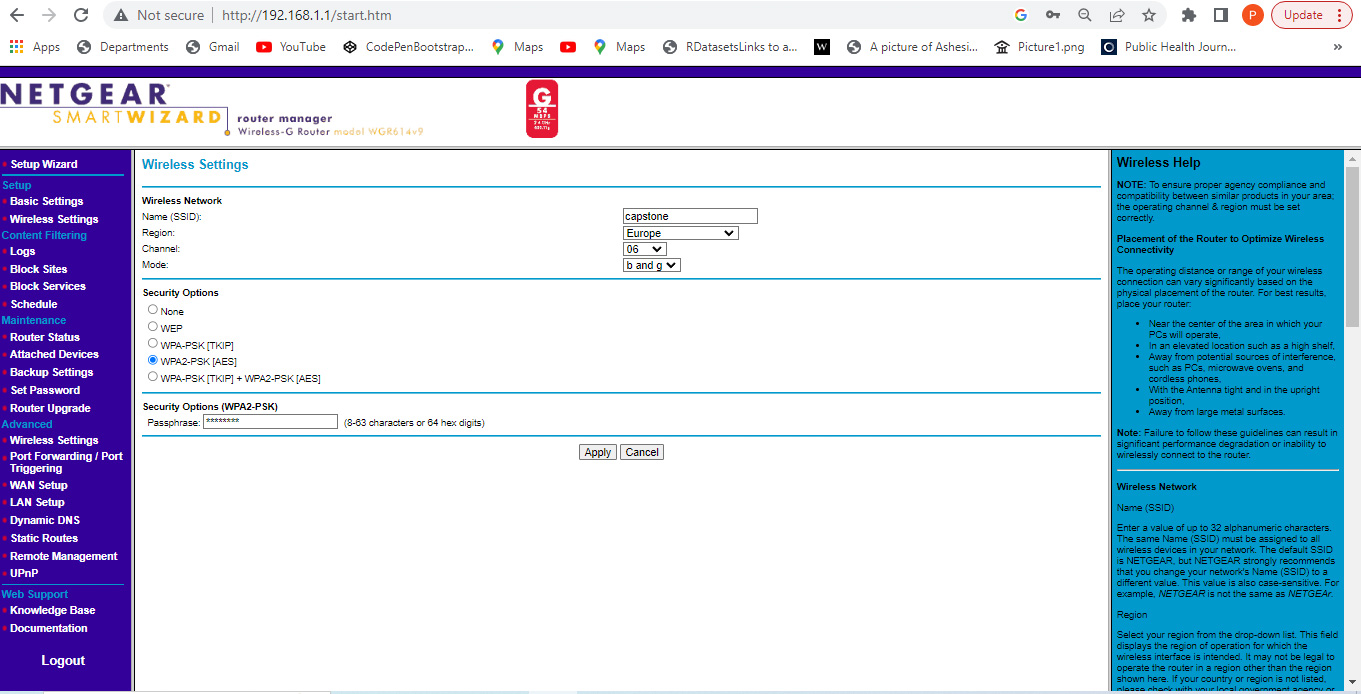 Not secure | http://192.168.1.1/start.htm
P
Update
Apps
Departments
Gmail
YouTube
CodePenBootstrap...
Maps
Maps
RDatasetsLinks to a...
W
A picture of Ashesi...
Picture1.png
Public Health Journ...
»
NETGEAR
SMARTWIZARD
router manager
Wireless-G Router model WGR614v9
G
54
MBPS
2.4 GHz
802.11g
Setup Wizard
Setup
Basic Settings
Wireless Settings
Content Filtering
Logs
Block Sites
Block Services
Schedule
Maintenance
Router Status
Attached Devices
Backup Settings
Set Password
Router Upgrade
Advanced
Wireless Settings
Port Forwarding / Port
Triggering
WAN Setup
LAN Setup
Dynamic DNS
Static Routes
Remote Management
UPnP
Web Support
Knowledge Base
Documentation
Logout
Wireless Settings
Wireless Network
Name (SSID): capstone
Region: Europe
Channel: 06
Mode: b and g
Security Options
None
WEP
WPA-PSK [TKIP]
WPA2-PSK [AES]
WPA-PSK [TKIP] + WPA2-PSK [AES]
Security Options (WPA2-PSK)
Passphrase: ******** (8-63 characters or 64 hex digits)
Apply Cancel
Wireless Help
NOTE: To ensure proper agency compliance and
compatibility between similar products in your area;
the operating channel & region must be set
correctly.
Placement of the Router to Optimize Wireless
Connectivity
The operating distance or range of your wireless
connection can vary significantly based on the
physical placement of the router. For best results,
place your router:
• Near the center of the area in which your
PCs will operate,
• In an elevated location such as a high shelf,
• Away from potential sources of interference,
such as PCs, microwave ovens, and
cordless phones,
• With the Antenna tight and in the upright
position,
• Away from large metal surfaces.
Note: Failure to follow these guidelines can result in
significant performance degradation or inability to
wirelessly connect to the router.
Wireless Network
Name (SSID)
Enter a value of up to 32 alphanumeric characters.
The same Name (SSID) must be assigned to all
wireless devices in your network. The default SSID
is NETGEAR, but NETGEAR strongly recommends
that you change your network's Name (SSID) to a
different value. This value is also case-sensitive. For
example, NETGEAR is not the same as NETGEAr.
Region
Select your region from the drop-down list. This field
displays the region of operation for which the
wireless interface is intended. It may not be legal to
operate the router in a region other than the region
shown here. If your country or region is not listed,
please check with your local government agency or